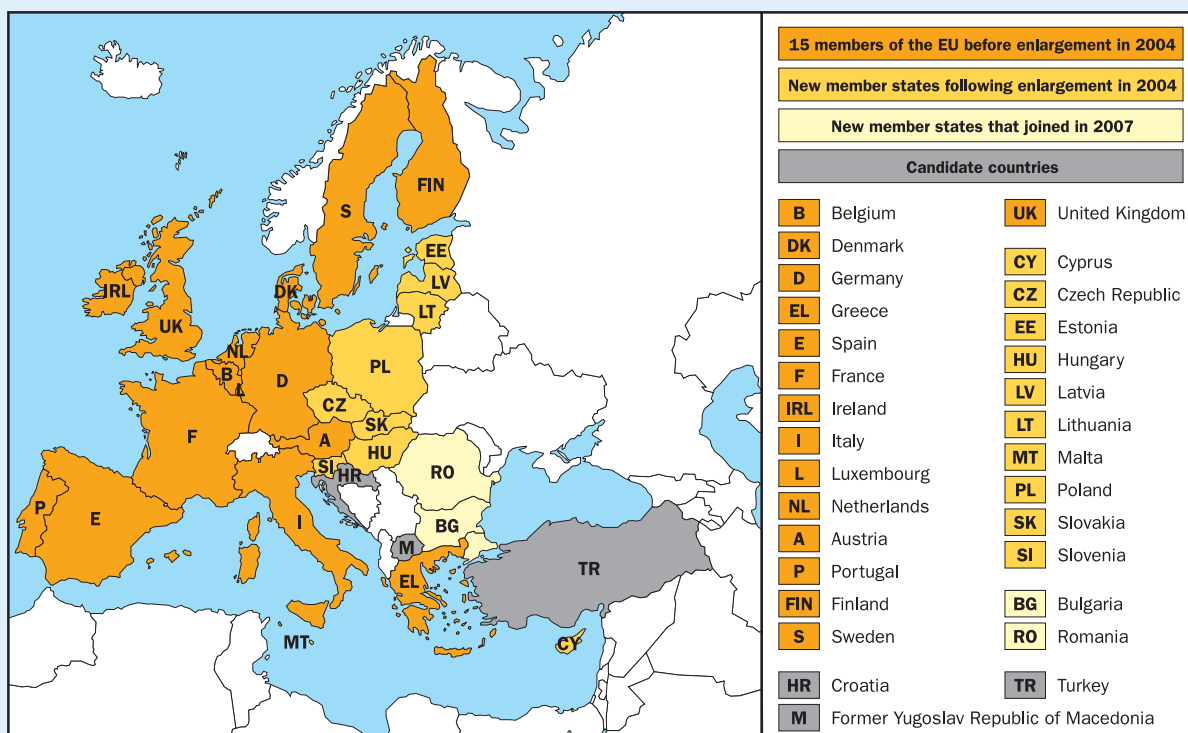 FIN
S
EE
LV
LT
DK
IRL
UK
NL
B
L
D
PL
CZ
SK
F
A
HU
SI
HR
RO
P
E
I
BG
M
EL
TR
MT
CY
15 members of the EU before enlargement in 2004
New member states following enlargement in 2004
New member states that joined in 2007
Candidate countries
B Belgium
DK Denmark
D Germany
EL Greece
E Spain
F France
IRL Ireland
I Italy
L Luxembourg
NL Netherlands
A Austria
P Portugal
FIN Finland
S Sweden
UK United Kingdom
CY Cyprus
CZ Czech Republic
EE Estonia
HU Hungary
LV Latvia
LT Lithuania
MT Malta
PL Poland
SK Slovakia
SI Slovenia
BG Bulgaria
RO Romania
HR Croatia
TR Turkey
M Former Yugoslav Republic of Macedonia